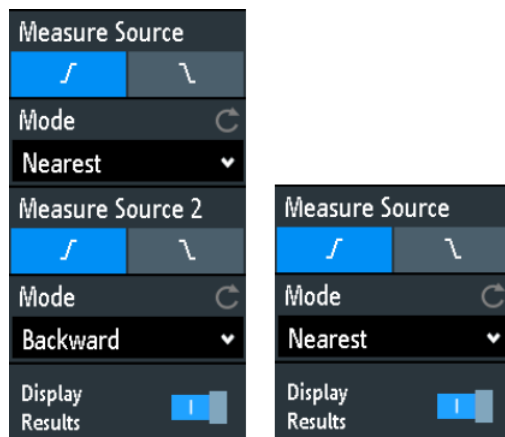 Measure Source
Mode
Nearest
Measure Source 2
Mode
Backward
Display
Results
Measure Source
Mode
Nearest
Display
Results